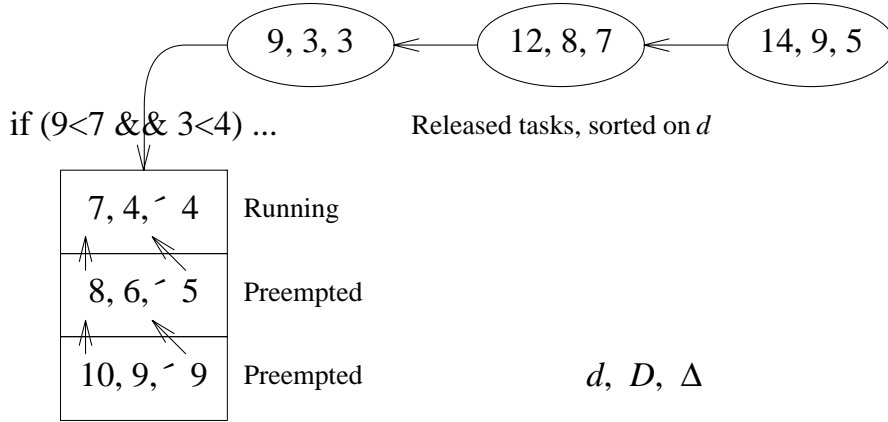 9, 3, 3
12, 8, 7
14, 9, 5
if (9<7 && 3<4) ...
Released tasks, sorted on d
7, 4, 4
Running
8, 6, 5
Preempted
10, 9, 9
Preempted
d, D, Δ